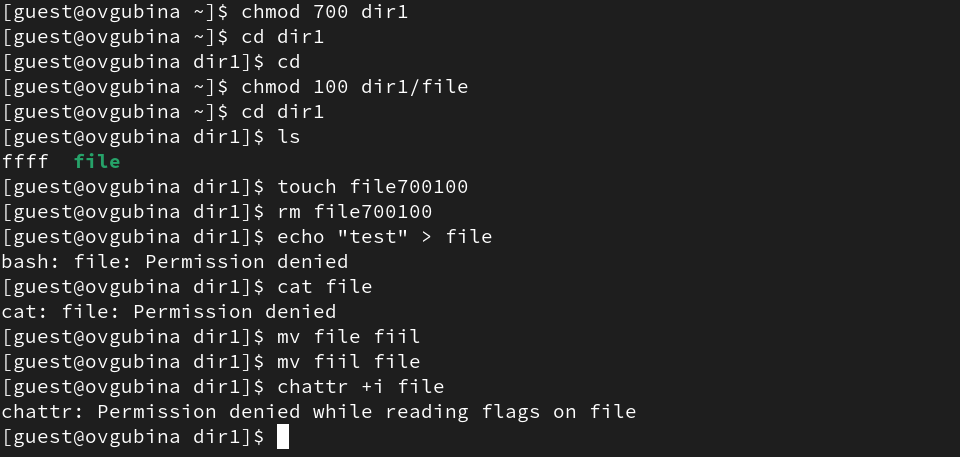 [guest@ovgubina ~]$ chmod 700 dir1
[guest@ovgubina ~]$ cd dir1
[guest@ovgubina dir1]$ cd
[guest@ovgubina ~]$ chmod 100 dir1/file
[guest@ovgubina ~]$ cd dir1
[guest@ovgubina dir1]$ ls
ffff  file
[guest@ovgubina dir1]$ touch file700100
[guest@ovgubina dir1]$ rm file700100
[guest@ovgubina dir1]$ echo "test" > file
bash: file: Permission denied
[guest@ovgubina dir1]$ cat file
cat: file: Permission denied
[guest@ovgubina dir1]$ mv file fiil
[guest@ovgubina dir1]$ mv fiil file
[guest@ovgubina dir1]$ chattr +i file
chattr: Permission denied while reading flags on file
[guest@ovgubina dir1]$